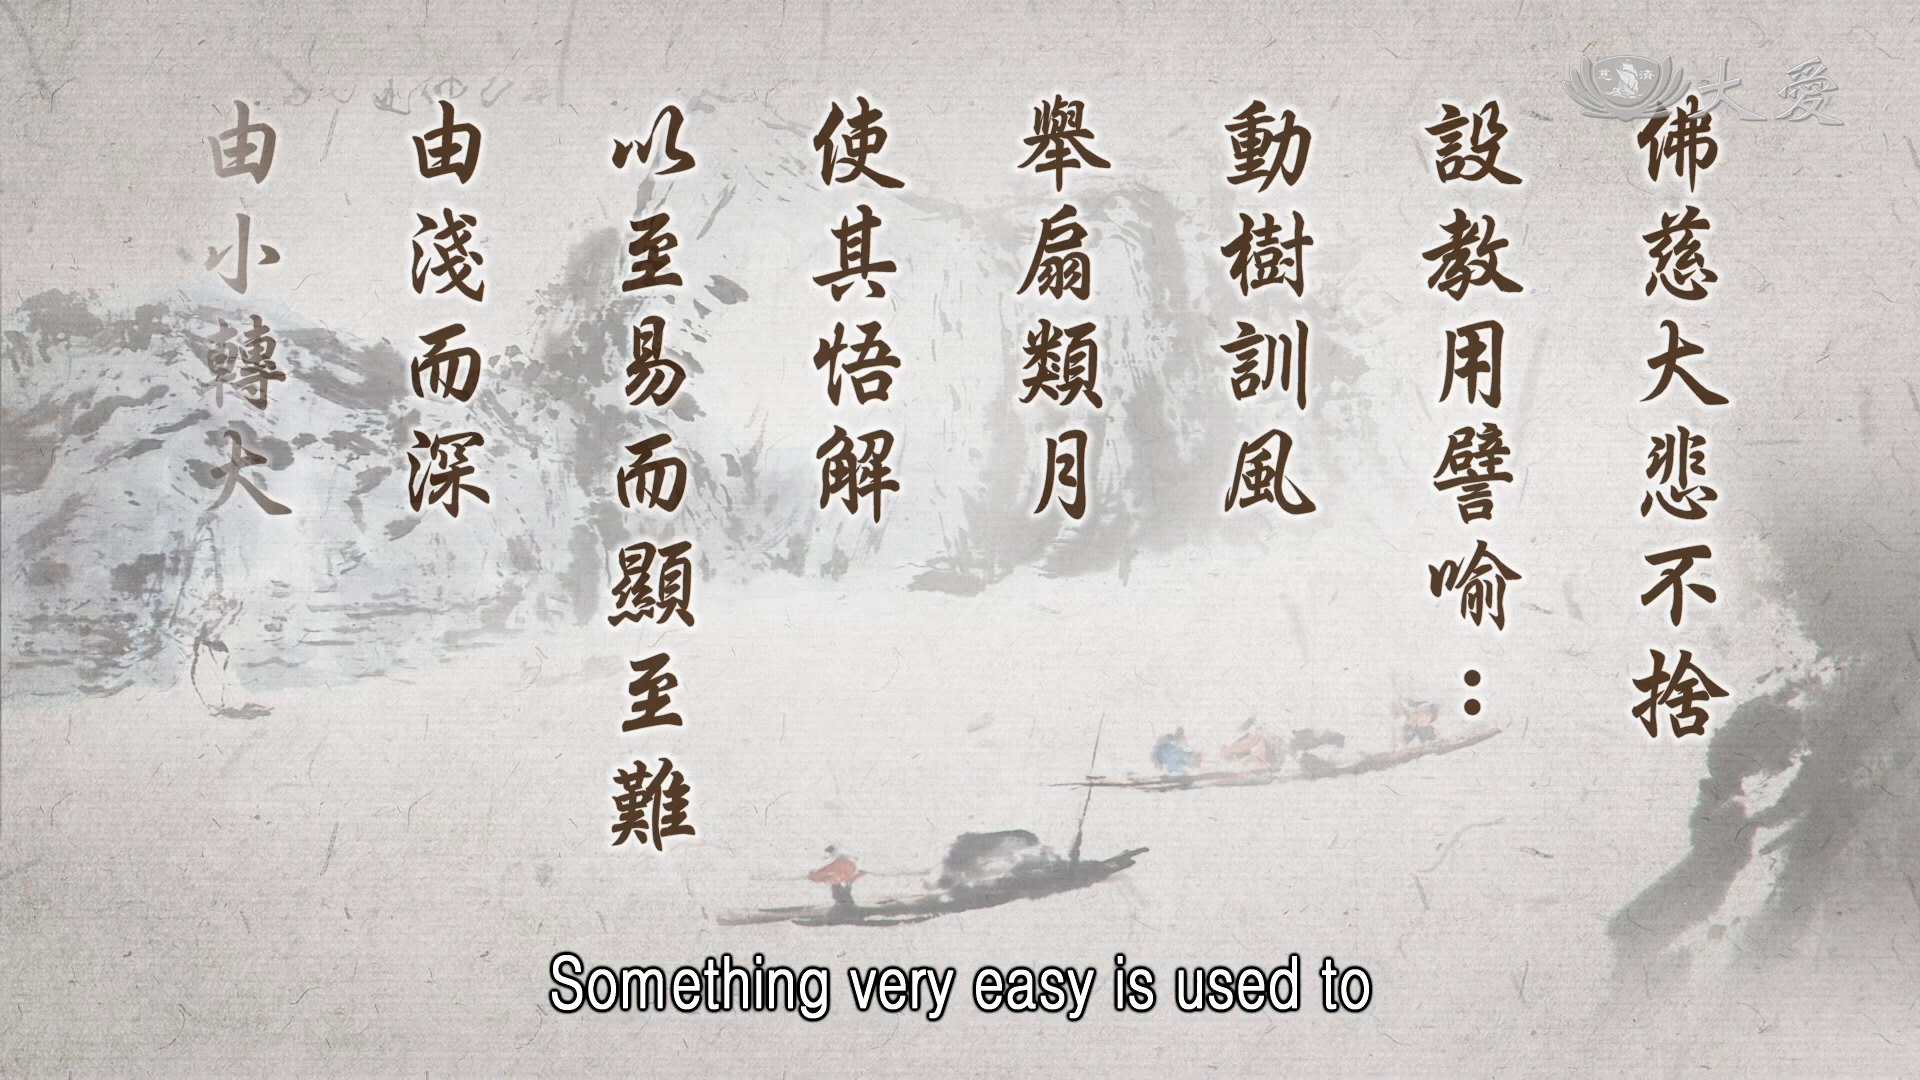 佛慈大悲不捨
設教用譬喻：
動樹訓風
舉扇類月
使其悟解
以至易而顯至難
由淺而深
由小轉大
慈濟
大愛
Something very easy is used to